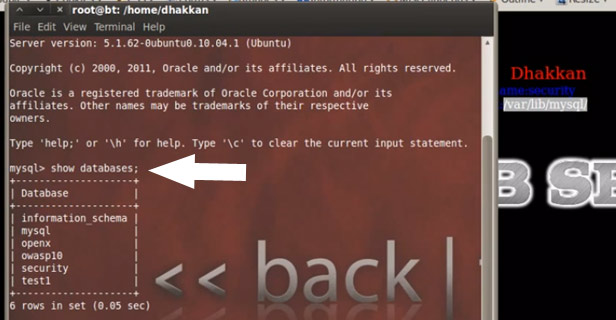 root@bt: /home/dhakkan
File Edit View Terminal Help
Server version: 5.1.62-0ubuntu0.10.04.1 (Ubuntu)
Copyright (c) 2000, 2011, Oracle and/or its affiliates. All rights reserved.
Oracle is a registered trademark of Oracle Corporation and/or its
affiliates. Other names may be trademarks of their respective
owners.
Type 'help;' or '\h' for help. Type '\c' to clear the current input statement.
mysql> show databases;
+--------------------+
| Database           |
+--------------------+
| information_schema |
| mysql              |
| openx              |
| owasp10            |
| security           |
| test1              |
+--------------------+
6 rows in set (0.05 sec)
<< back |
Dhakkan
ame:security
/var/lib/mysql/
B SE